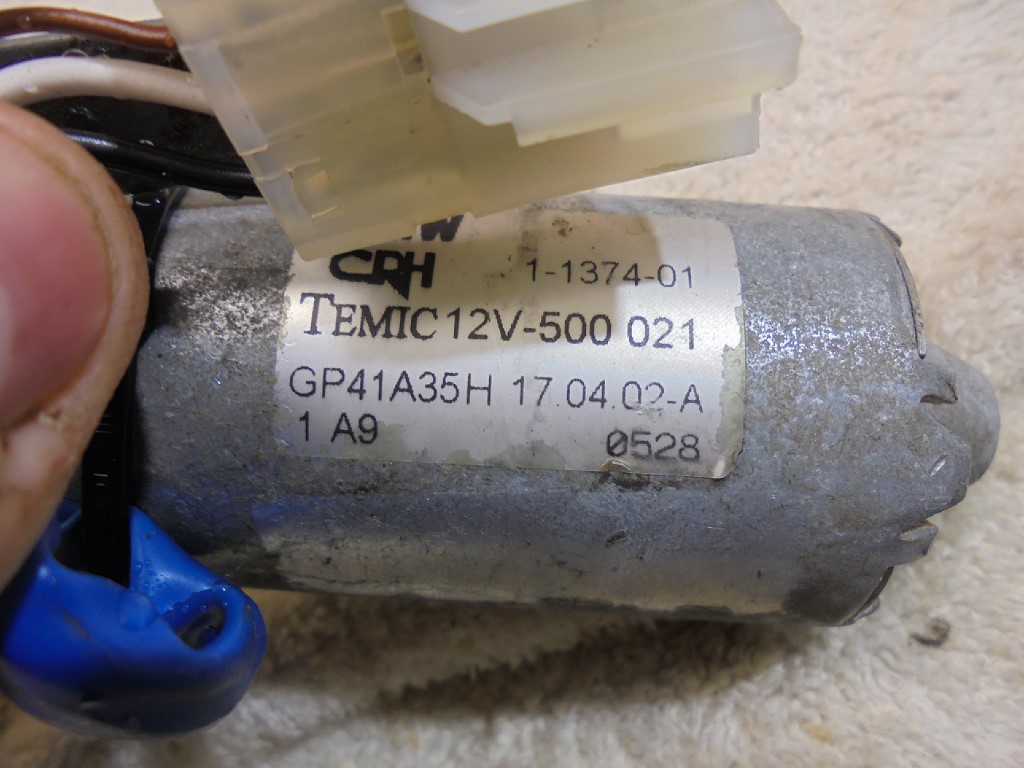 CRH 1-1374-01
TEMIC 12V-500 021
GP41A35H 17.04.02-A
1 A9 0528